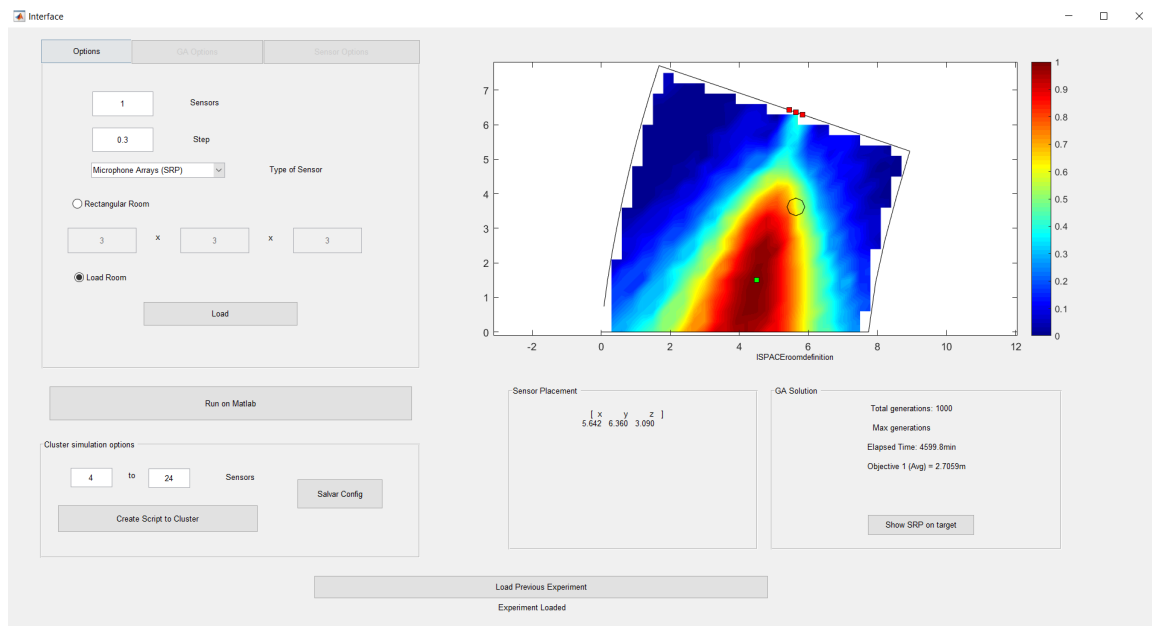 Interface
Options
GA Options
Sensor Options
1 Sensors
0.3 Step
Microphone Arrays (SRP) Type of Sensor
Rectangular Room
3 x 3 x 3
Load Room
Load
Run on Matlab
Cluster simulation options
4 to 24 Sensors
Salvar Config
Create Script to Cluster
7
6
5
4
3
2
1
0
-2 0 2 4 6 8 10 12
ISPACEroomdefinition
1
0.9
0.8
0.7
0.6
0.5
0.4
0.3
0.2
0.1
0
Sensor Placement
[ x y z ]
5.642 6.360 3.090
GA Solution
Total generations: 1000
Max generations
Elapsed Time: 4599.8min
Objective 1 (Avg) = 2.7059m
Show SRP on target
Load Previous Experiment
Experiment Loaded